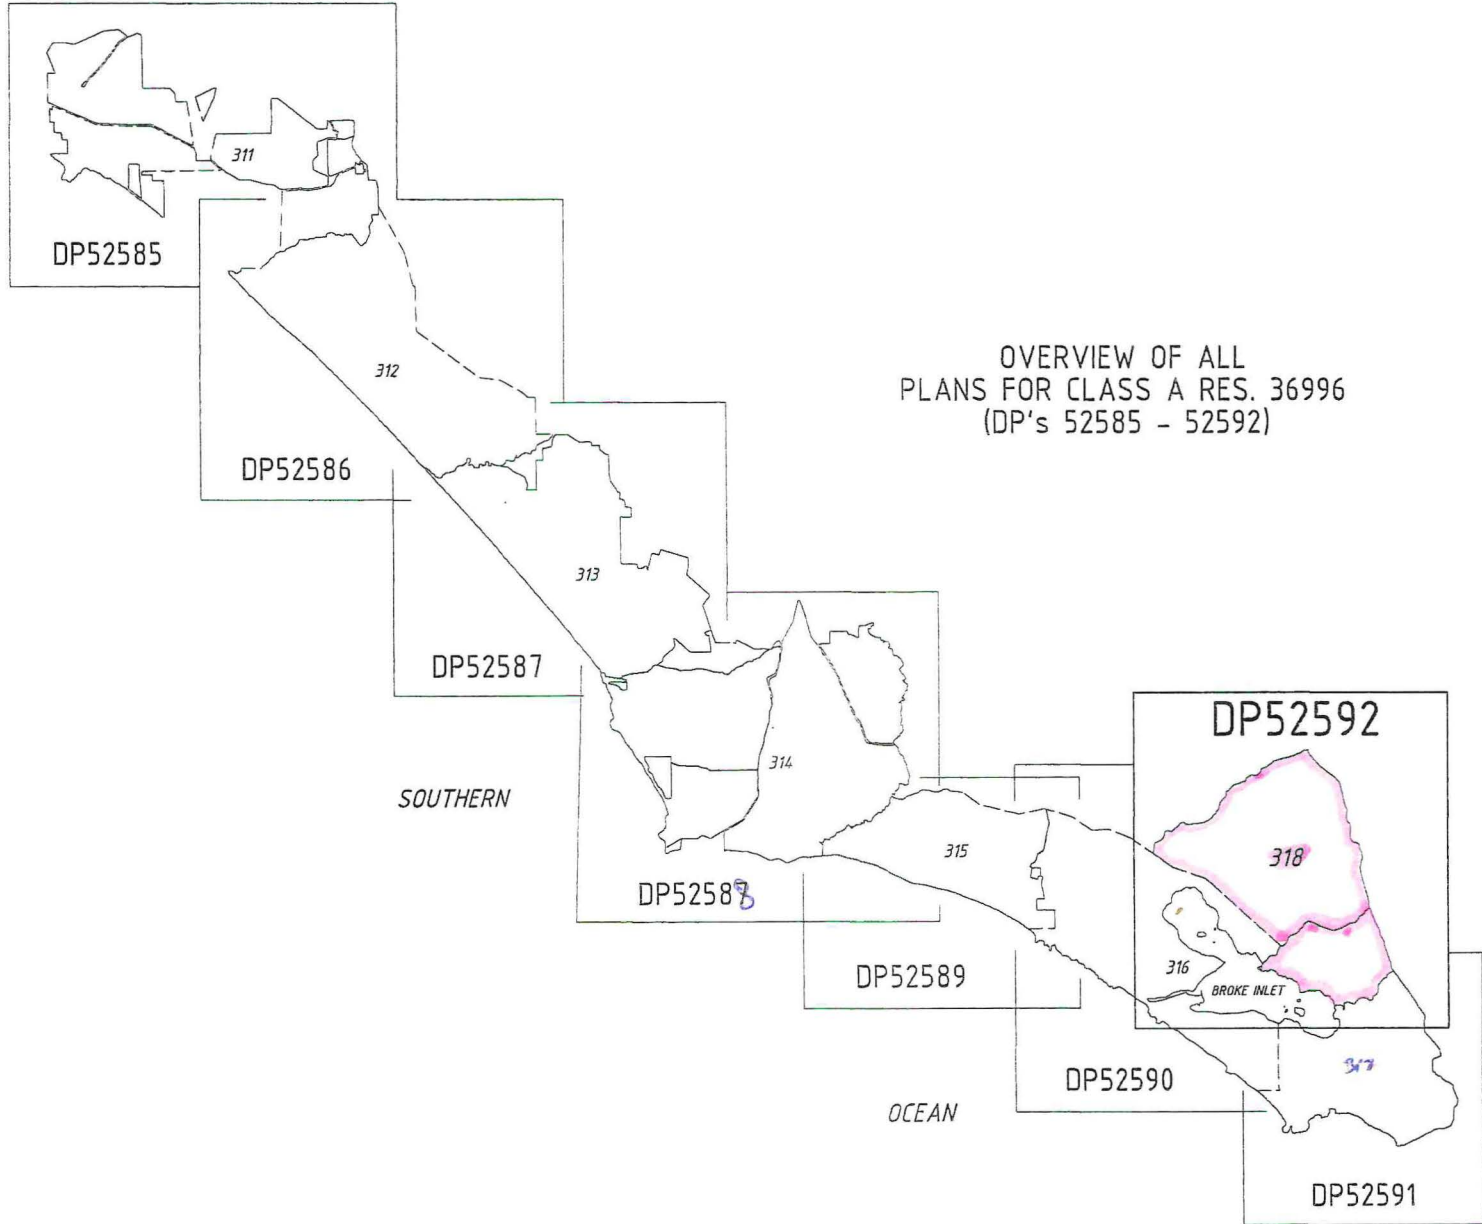 311
DP52585
OVERVIEW OF ALL
PLANS FOR CLASS A RES. 36996
(DP's 52585 - 52592)
312
DP52586
313
DP52587
DP52592
314
SOUTHERN
315
318
DP52588
DP52589
316
BROKE INLET
317
DP52590
OCEAN
DP52591